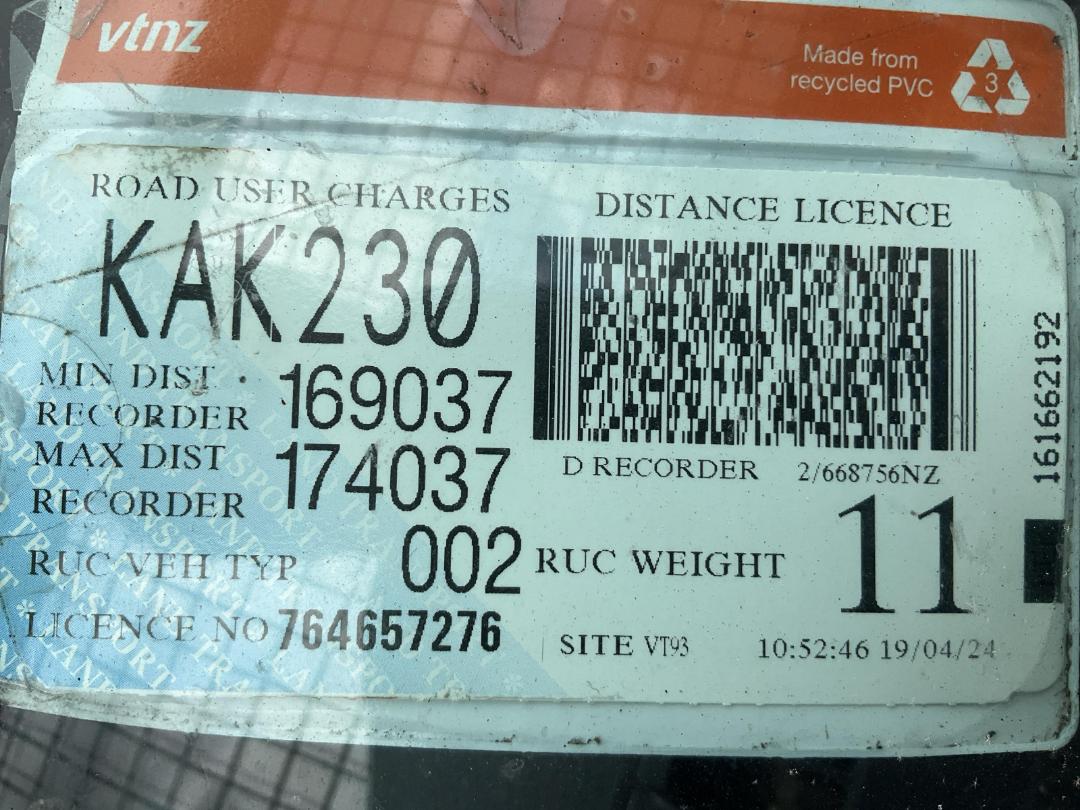 vtnz
Made from
recycled PVC
3
ROAD USER CHARGES
DISTANCE LICENCE
KAK230
MIN DIST
RECORDER 169037
MAX DIST
RECORDER 174037
D RECORDER 2/668756NZ
RUC VEH TYP 002
RUC WEIGHT 11
LICENCE NO 764657276
SITE VT93 10:52:46 19/04/24
161662192